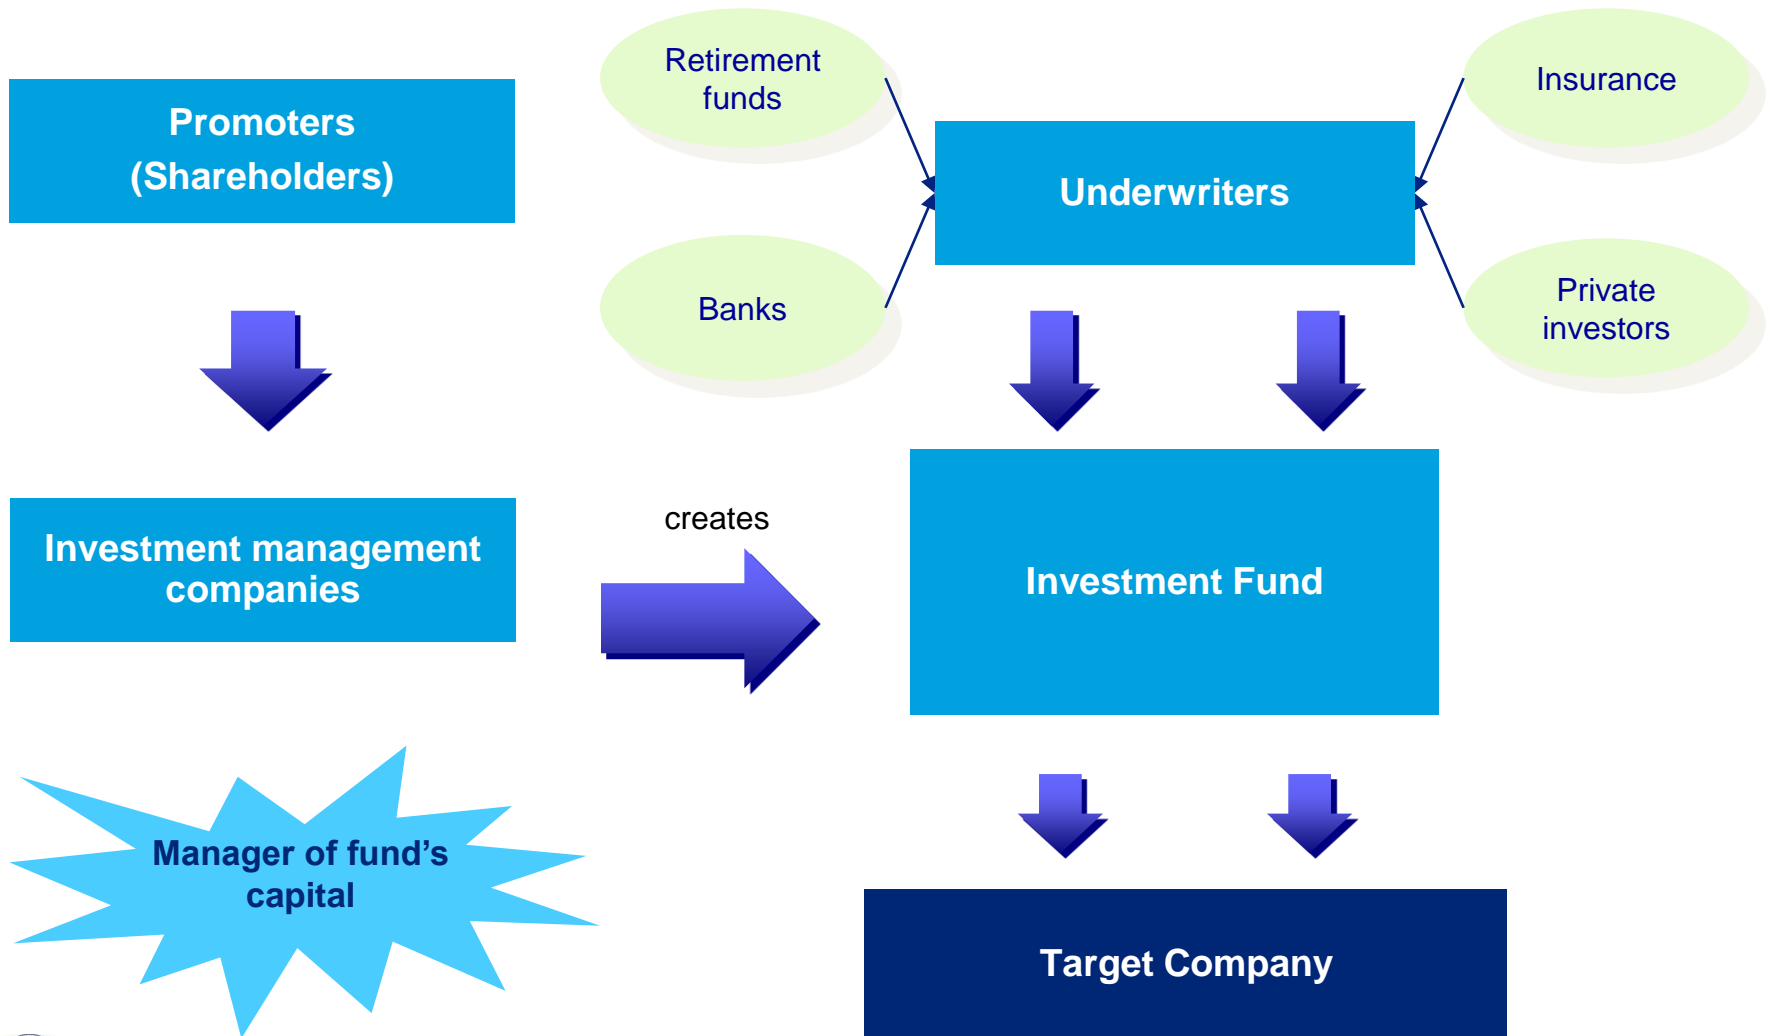 Promoters
(Shareholders)
Retirement
funds
Insurance
Underwriters
Banks
Private
investors
Investment management
companies
creates
Investment Fund
Manager of fund’s
capital
Target Company